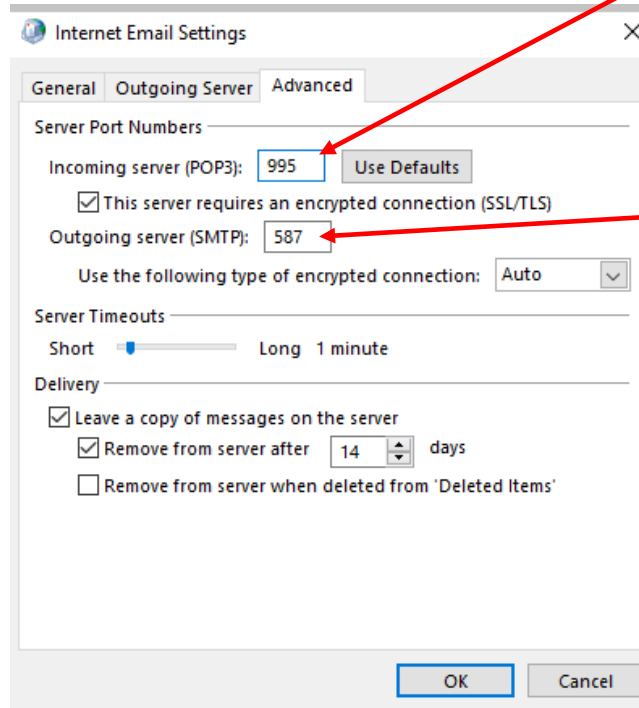 Internet Email Settings
General Outgoing Server Advanced
Server Port Numbers
Incoming server (POP3): 995 Use Defaults
This server requires an encrypted connection (SSL/TLS)
Outgoing server (SMTP): 587
Use the following type of encrypted connection: Auto
Server Timeouts
Short Long 1 minute
Delivery
Leave a copy of messages on the server
Remove from server after 14 days
Remove from server when deleted from 'Deleted Items'
OK Cancel